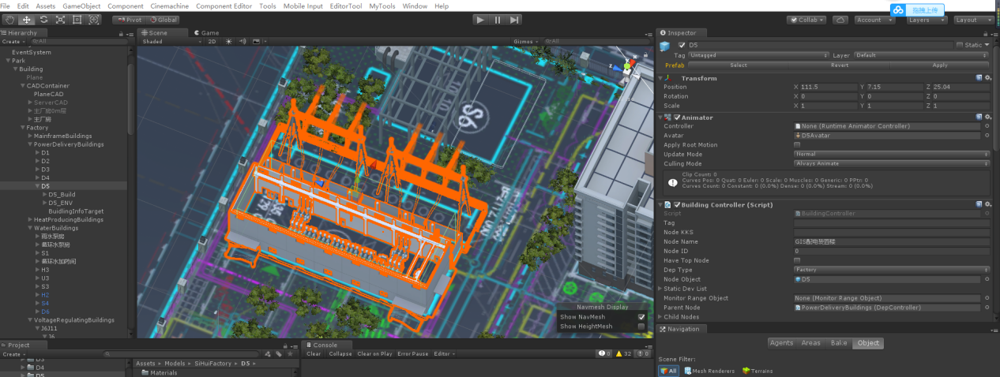 File Edit Assets GameObject Component Cinemachine Component Editor Tools Mobile Input EditorTool MyTools Window Help
拖拽上传
Pivot Global Collab Account Layers Layout
Hierarchy Scene Game Inspector
Create All Shaded 2D Gizmos All
D5 Static
EventSystem
Tag Untagged Layer Default
Park
Prefab Select Revert Apply
Building
Plane
Transform
CADContainer
Position X 111.5 Y 7.15 Z 25.04
PlaneCAD
Rotation X 0 Y 0 Z 0
ServerCAD
Scale X 1 Y 1 Z 1
主厂房0m层
主厂房
Animator
Factory
Controller None (Runtime Animator Controller)
MainframeBuildings
Avatar D5Avatar
PowerDeliveryBuildings
Apply Root Motion
D1
Update Mode Normal
D2
Culling Mode Always Animate
D3
Clip Count: 0
D4
Curves Pos: 0 Quat: 0 Euler: 0 Scale: 0 Muscles: 0 Generic: 0 PPtr: 0
D5
Curves Count: 0 Constant: 0 (0.0%) Dense: 0 (0.0%) Stream: 0 (0.0%)
D5_Build
D5_ENV
Building Controller (Script)
BuidlingInfoTarget
Script BuildingController
HeatProducingBuildings
Tag
WaterBuildings
Node KKS
雨水泵房
Node Name GIS配电装置楼
循环水泵房
Node ID 0
S1
Have Top Node
循环水加药间
Dep Type Factory
H3
Node Object D5
U3
Static Dev List
S3
Monitor Range Object None (Monitor Range Object)
H2
Parent Node PowerDeliveryBuildings (DepController)
S4
Child Nodes
D6
VoltageRegulatingBuildings
J6J11
J6
S6
Navmesh Display
Show NavMesh
Show HeightMesh
Navigation
Agents Areas Bake Object
Scene Filter:
All Mesh Renderers Terrains
Project Console
Create Clear Collapse Clear on Play Error Pause Editor 0 32 0
D3
D4
D5
Assets Models SiHuiFactory D5
Materials